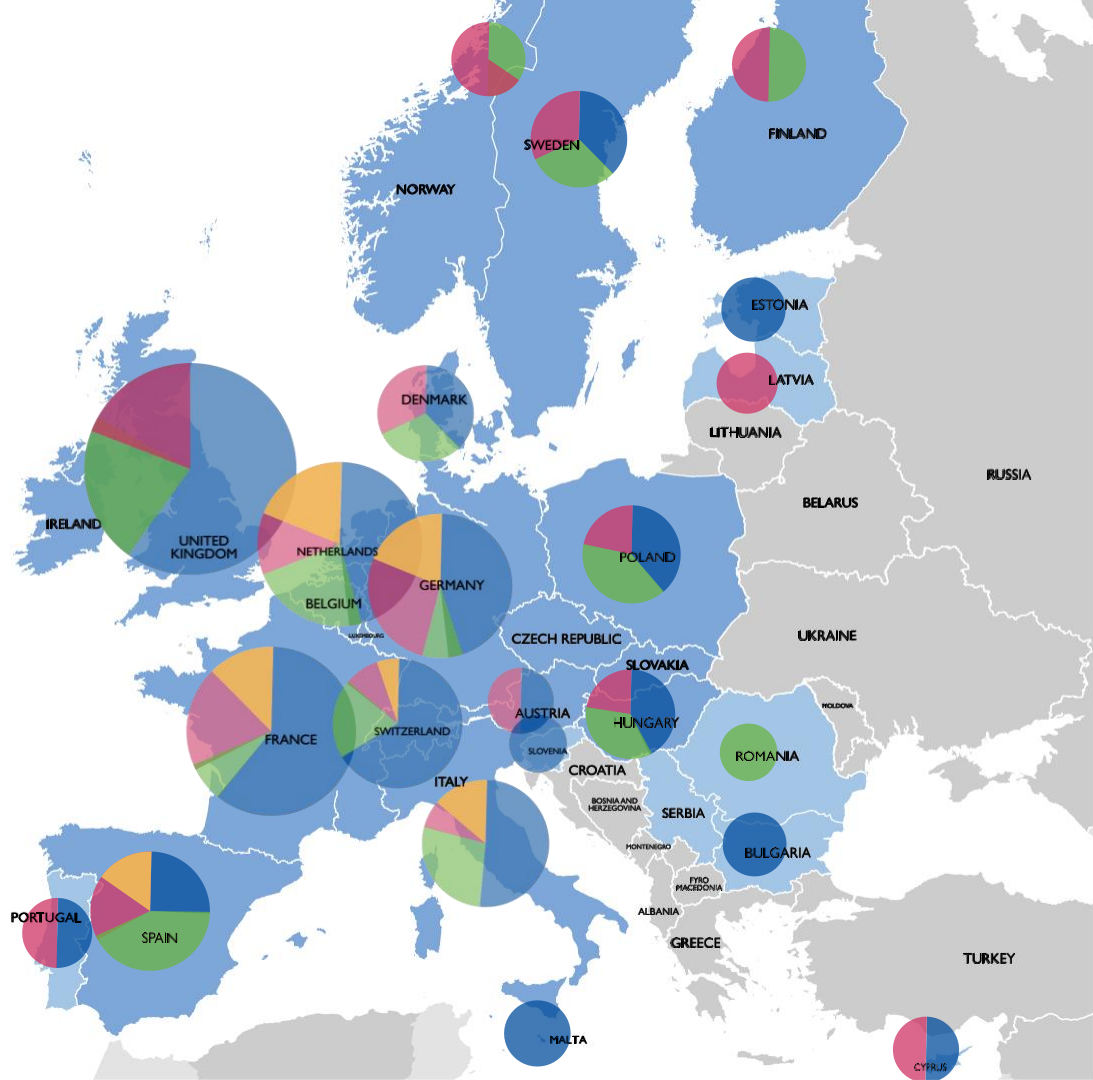 FINLAND
SWEDEN
NORWAY
ESTONIA
LATVIA
DENMARK
LITHUANIA
RUSSIA
BELARUS
IRELAND
UNITED
KINGDOM
NETHERLANDS
POLAND
GERMANY
BELGIUM
LUXEMBOURG
CZECH REPUBLIC
UKRAINE
SLOVAKIA
MOLDOVA
AUSTRIA
HUNGARY
SWITZERLAND
FRANCE
SLOVENIA
ROMANIA
CROATIA
ITALY
BOSNIA AND
HERZEGOVINA
SERBIA
MONTENEGRO
BULGARIA
FYRO
MACEDONIA
ALBANIA
PORTUGAL
SPAIN
GREECE
TURKEY
MALTA
CYPRUS